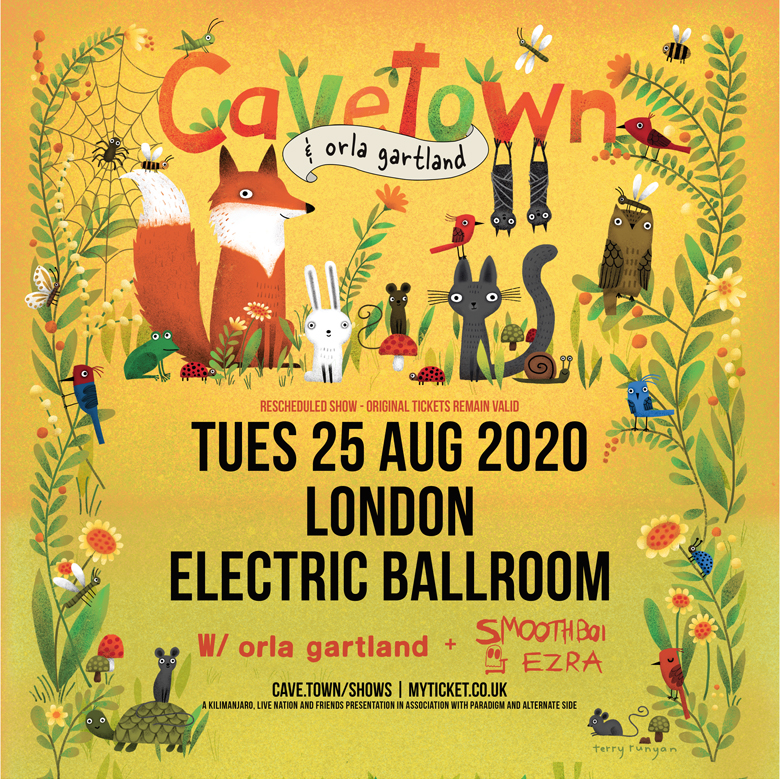 CaveTown
& orla gartland
RESCHEDULED SHOW - ORIGINAL TICKETS REMAIN VALID
TUES 25 AUG 2020
LONDON
ELECTRIC BALLROOM
W/ orla gartland + SMOOTHBOI
EZRA
CAVE.TOWN/SHOWS | MYTICKET.CO.UK
A KILIMANJARO, LIVE NATION AND FRIENDS PRESENTATION IN ASSOCIATION WITH PARADIGM AND ALTERNATE SIDE
terry runyan